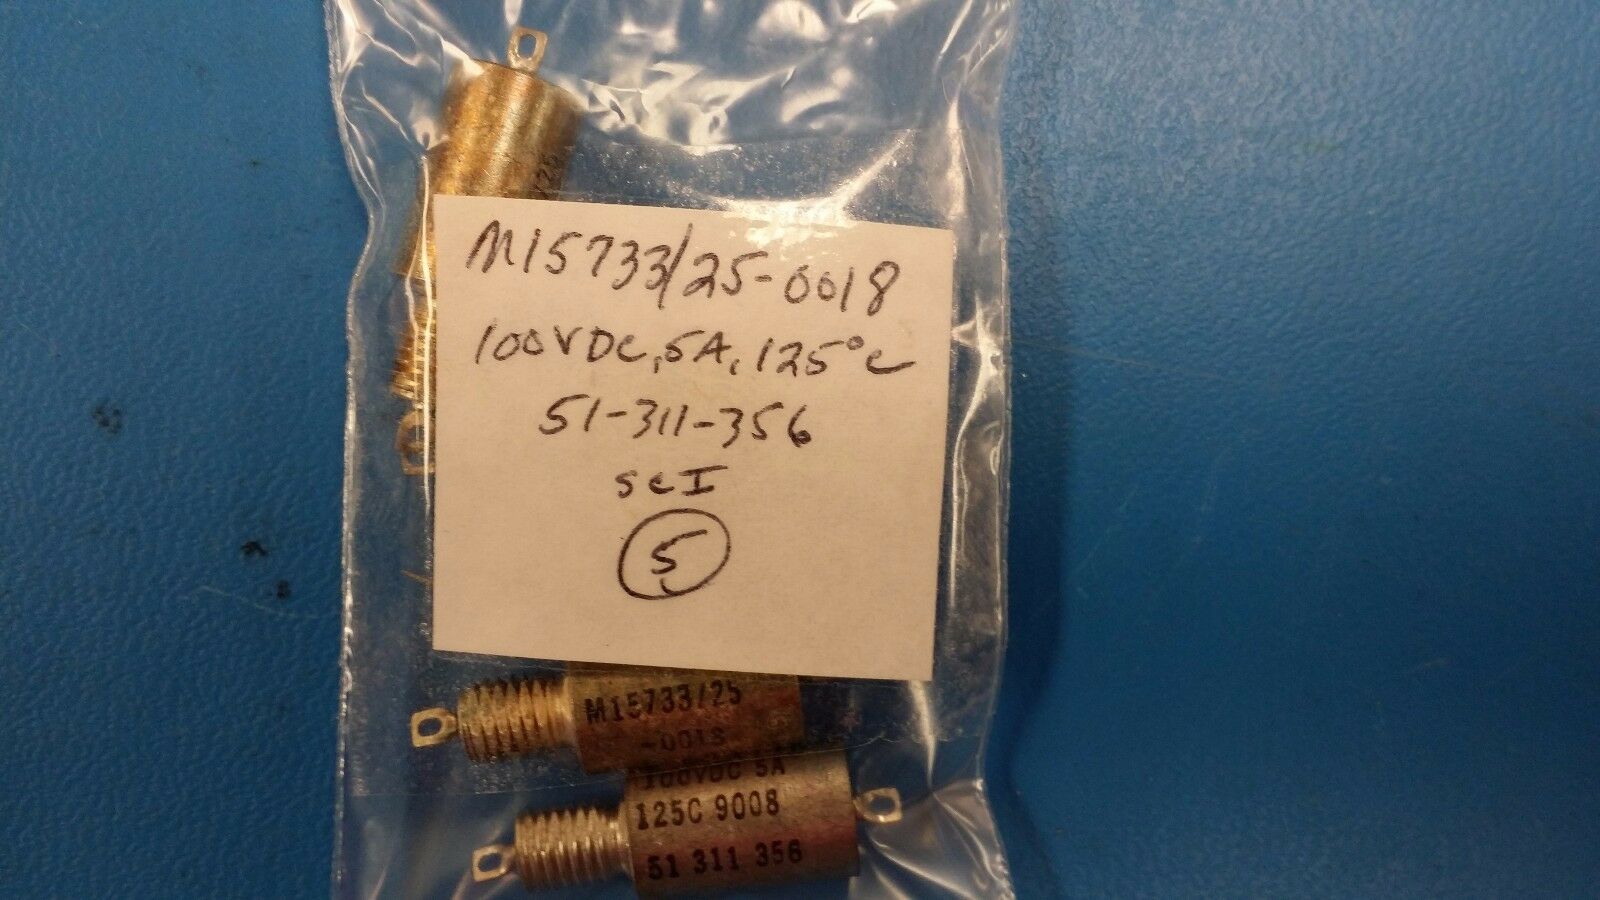 /25
M15733/25-0018
100VDC, 5A, 125°C
51-311-356
SCI
5
M15733/25
-0018
100VDC 5A
125C 9008
51 311 356